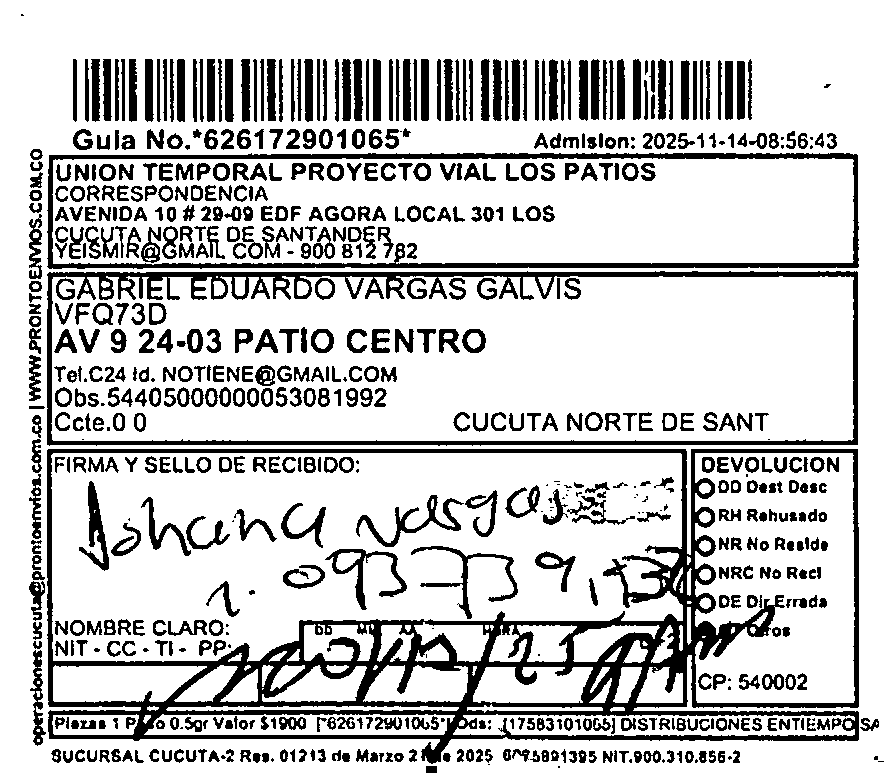 Guia No.*626172901065* Admision: 2025-11-14-08:56:43
UNION TEMPORAL PROYECTO VIAL LOS PATIOS
CORRESPONDENCIA
AVENIDA 10 # 29-09 EDF AGORA LOCAL 301 LOS
CUCUTA NORTE DE SANTANDER
YEISMIR@GMAIL COM - 900 812 782
GABRIEL EDUARDO VARGAS GALVIS
VFQ73D
AV 9 24-03 PATIO CENTRO
Tel.C24 Id. NOTIENE@GMAIL.COM
Obs.54405000000053081992
Ccte.0 0 CUCUTA NORTE DE SANT
operacionescucuta@prontoenvios.com.co | WWW.PRONTOENVIOS.COM.CO
FIRMA Y SELLO DE RECIBIDO:
Johana Vargas
1.093-739.
NOMBRE CLARO:
NIT - CC - TI - PP
DD MM AA HORA
DEVOLUCION
DD Dest Desc
RH Rehusado
NR No Reside
NRC No Recl
DE Dir Errada
Otros
CP: 540002
Piezas 1 Peso 0.5gr Valor $1900 [*626172901065*] Ods: [17583101065] DISTRIBUCIONES ENTIEMPO SA
SUCURSAL CUCUTA-2 Res. 01213 de Marzo 2 de 2025 6075891395 NIT.900.310.856-2